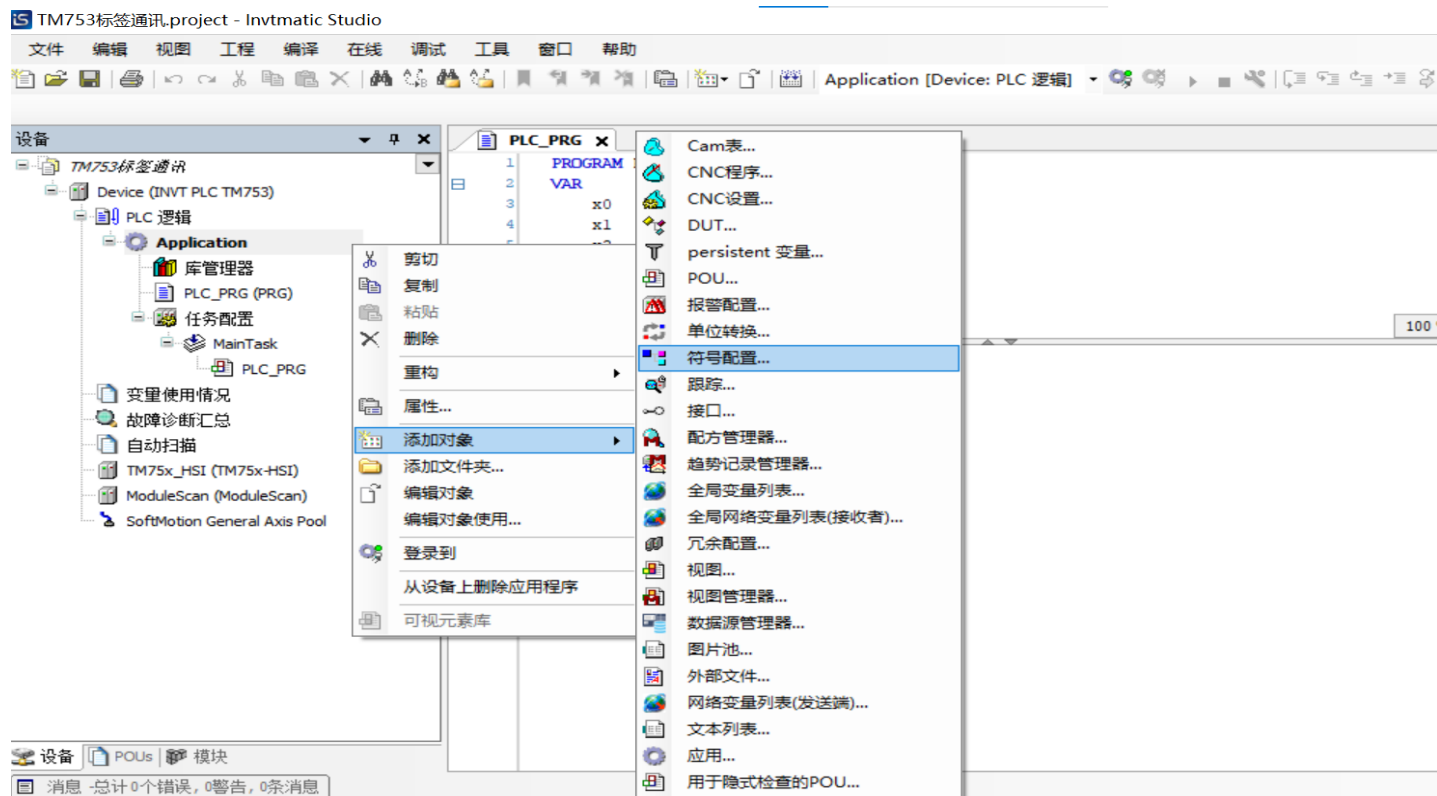 TM753标签通讯.project - Invtmatic Studio
文件 编辑 视图 工程 编译 在线 调试 工具 窗口 帮助
Application [Device: PLC 逻辑]
设备
TM753标签通讯
Device (INVT PLC TM753)
PLC 逻辑
Application
库管理器
PLC_PRG (PRG)
任务配置
MainTask
PLC_PRG
变量使用情况
故障诊断汇总
自动扫描
TM75x_HSI (TM75x-HSI)
ModuleScan (ModuleScan)
SoftMotion General Axis Pool
设备 POUs 模块
消息 -总计0个错误, 0警告, 0条消息
PLC_PRG
1 PROGRAM
2 VAR
3 x0
4 x1
100
剪切
复制
粘贴
删除
重构
属性...
添加对象
添加文件夹...
编辑对象
编辑对象使用...
登录到
从设备上删除应用程序
可视元素库
Cam表...
CNC程序...
CNC设置...
DUT...
persistent 变量...
POU...
报警配置...
单位转换...
符号配置...
跟踪...
接口...
配方管理器...
趋势记录管理器...
全局变量列表...
全局网络变量列表(接收者)...
冗余配置...
视图...
视图管理器...
数据源管理器...
图片池...
外部文件...
网络变量列表(发送端)...
文本列表...
应用...
用于隐式检查的POU...